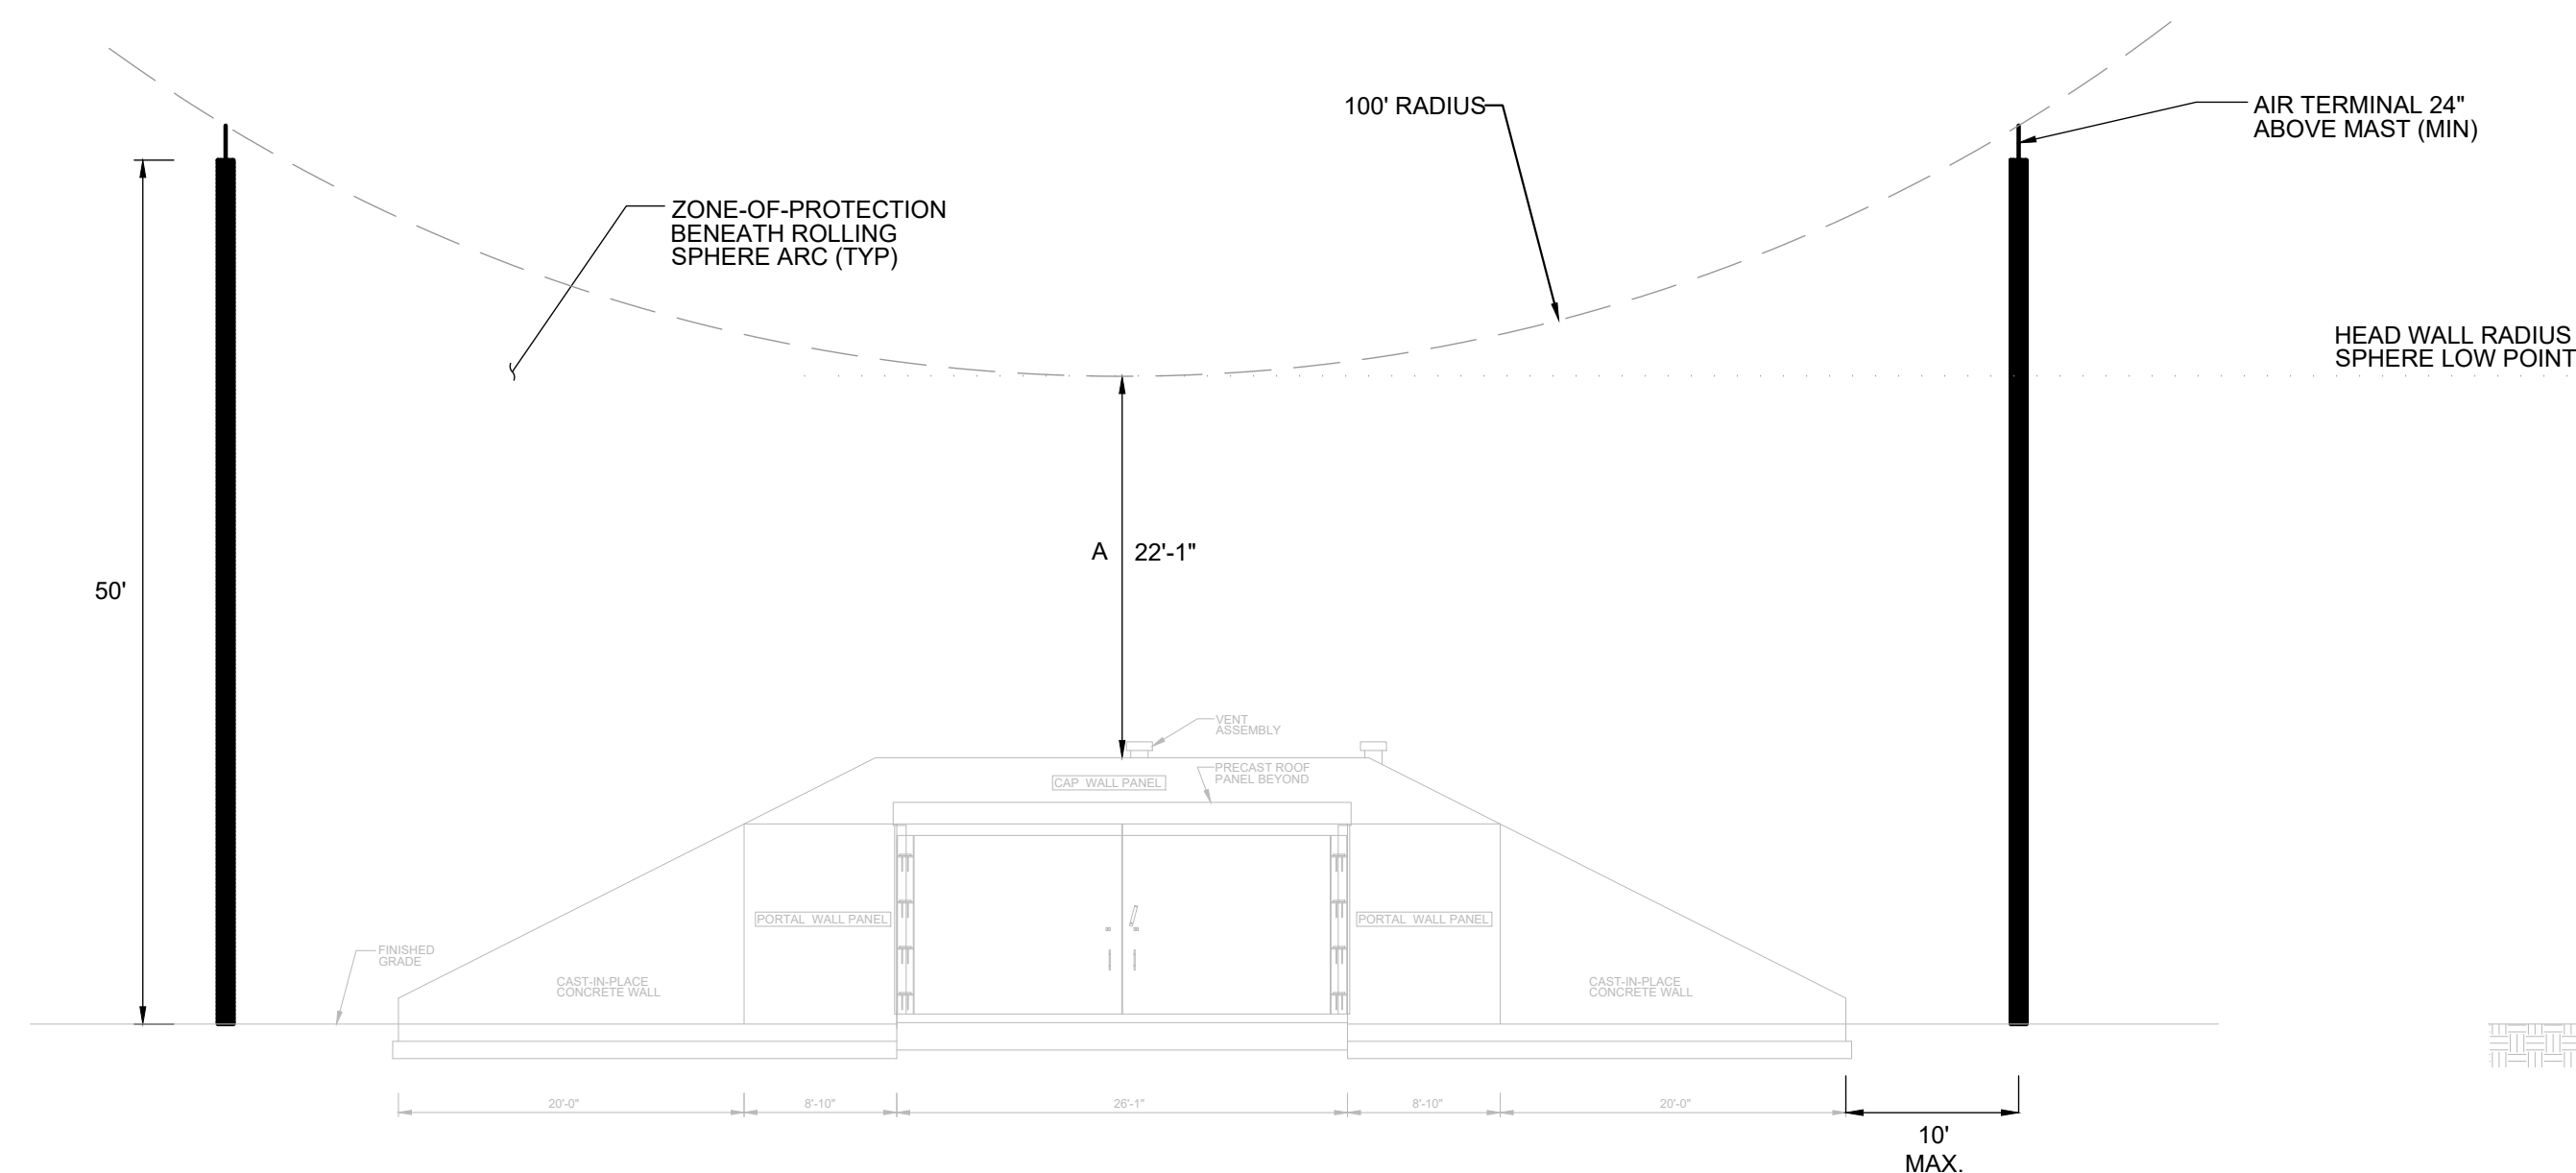 100' RADIUS
AIR TERMINAL 24"
ABOVE MAST (MIN)
ZONE-OF-PROTECTION
BENEATH ROLLING
SPHERE ARC (TYP)
HEAD WALL RADIUS
SPHERE LOW POINT
A
22'-1"
50'
VENT
ASSEMBLY
PRECAST ROOF
PANEL BEYOND
CAP WALL PANEL
PORTAL WALL PANEL
PORTAL WALL PANEL
FINISHED
GRADE
CAST-IN-PLACE
CONCRETE WALL
CAST-IN-PLACE
CONCRETE WALL
20'-0"
8'-10"
26'-1"
8'-10"
20'-0"
10'
MAX.